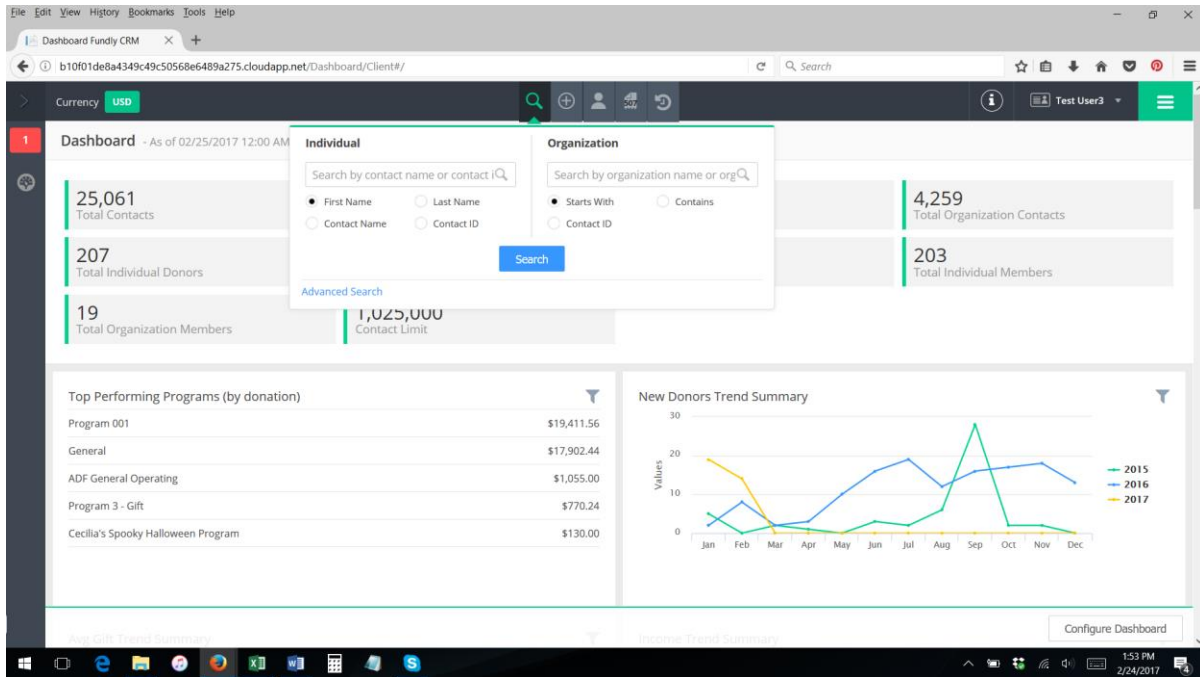 File Edit View History Bookmarks Tools Help
Dashboard Fundly CRM
b10f01de8a4349c49c50568e6489a275.cloudapp.net/Dashboard/Client#/
Search
Currency USD
Test User3
1
Dashboard - As of 02/25/2017 12:00 AM
Individual
Organization
Search by contact name or contact i
Search by organization name or org
First Name
Last Name
Starts With
Contains
Contact Name
Contact ID
Contact ID
Search
Advanced Search
25,061
Total Contacts
4,259
Total Organization Contacts
207
Total Individual Donors
203
Total Individual Members
19
Total Organization Members
1,025,000
Contact Limit
Top Performing Programs (by donation)
Program 001 $19,411.56
General $17,902.44
ADF General Operating $1,055.00
Program 3 - Gift $770.24
Cecilia's Spooky Halloween Program $130.00
New Donors Trend Summary
Values
30
20
10
0
Jan Feb Mar Apr May Jun Jul Aug Sep Oct Nov Dec
2015
2016
2017
Avg Gift Trend Summary
Income Trend Summary
Configure Dashboard
1:53 PM
2/24/2017